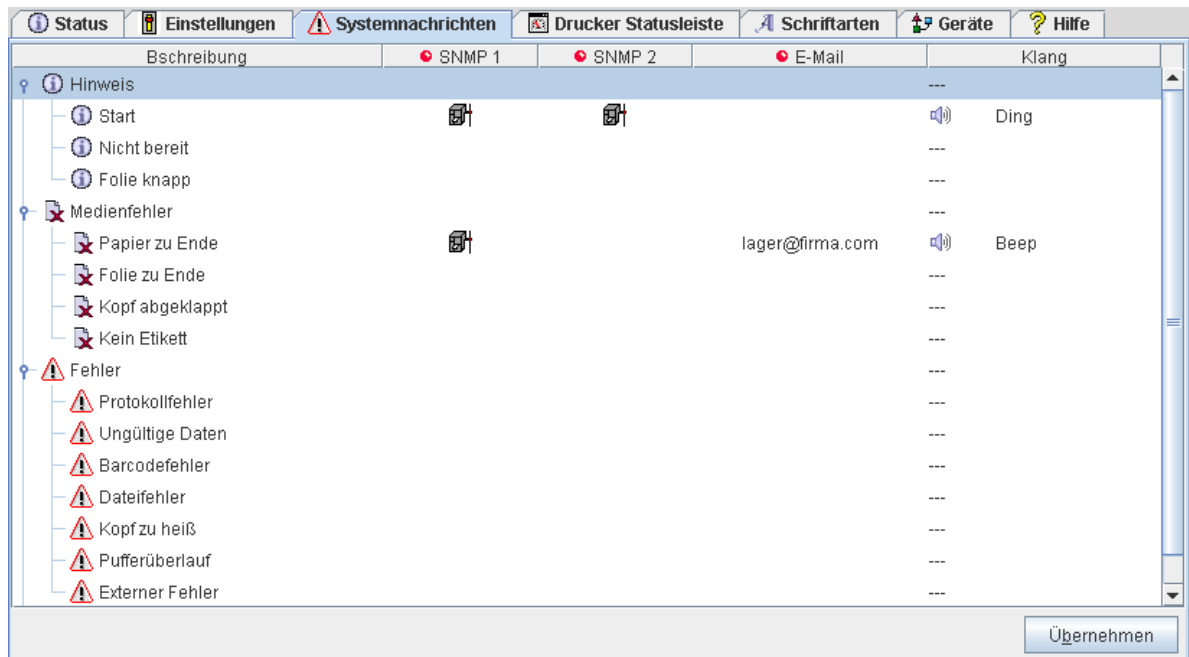 Status Einstellungen Systemnachrichten Drucker Statusleiste Schriftarten Geräte Hilfe
Bschreibung SNMP 1 SNMP 2 E-Mail Klang
Hinweis ---
Start Ding
Nicht bereit ---
Folie knapp ---
Medienfehler ---
Papier zu Ende lager@firma.com Beep
Folie zu Ende ---
Kopf abgeklappt ---
Kein Etikett ---
Fehler ---
Protokollfehler ---
Ungültige Daten ---
Barcodefehler ---
Dateifehler ---
Kopf zu heiß ---
Pufferüberlauf ---
Externer Fehler ---
Übernehmen